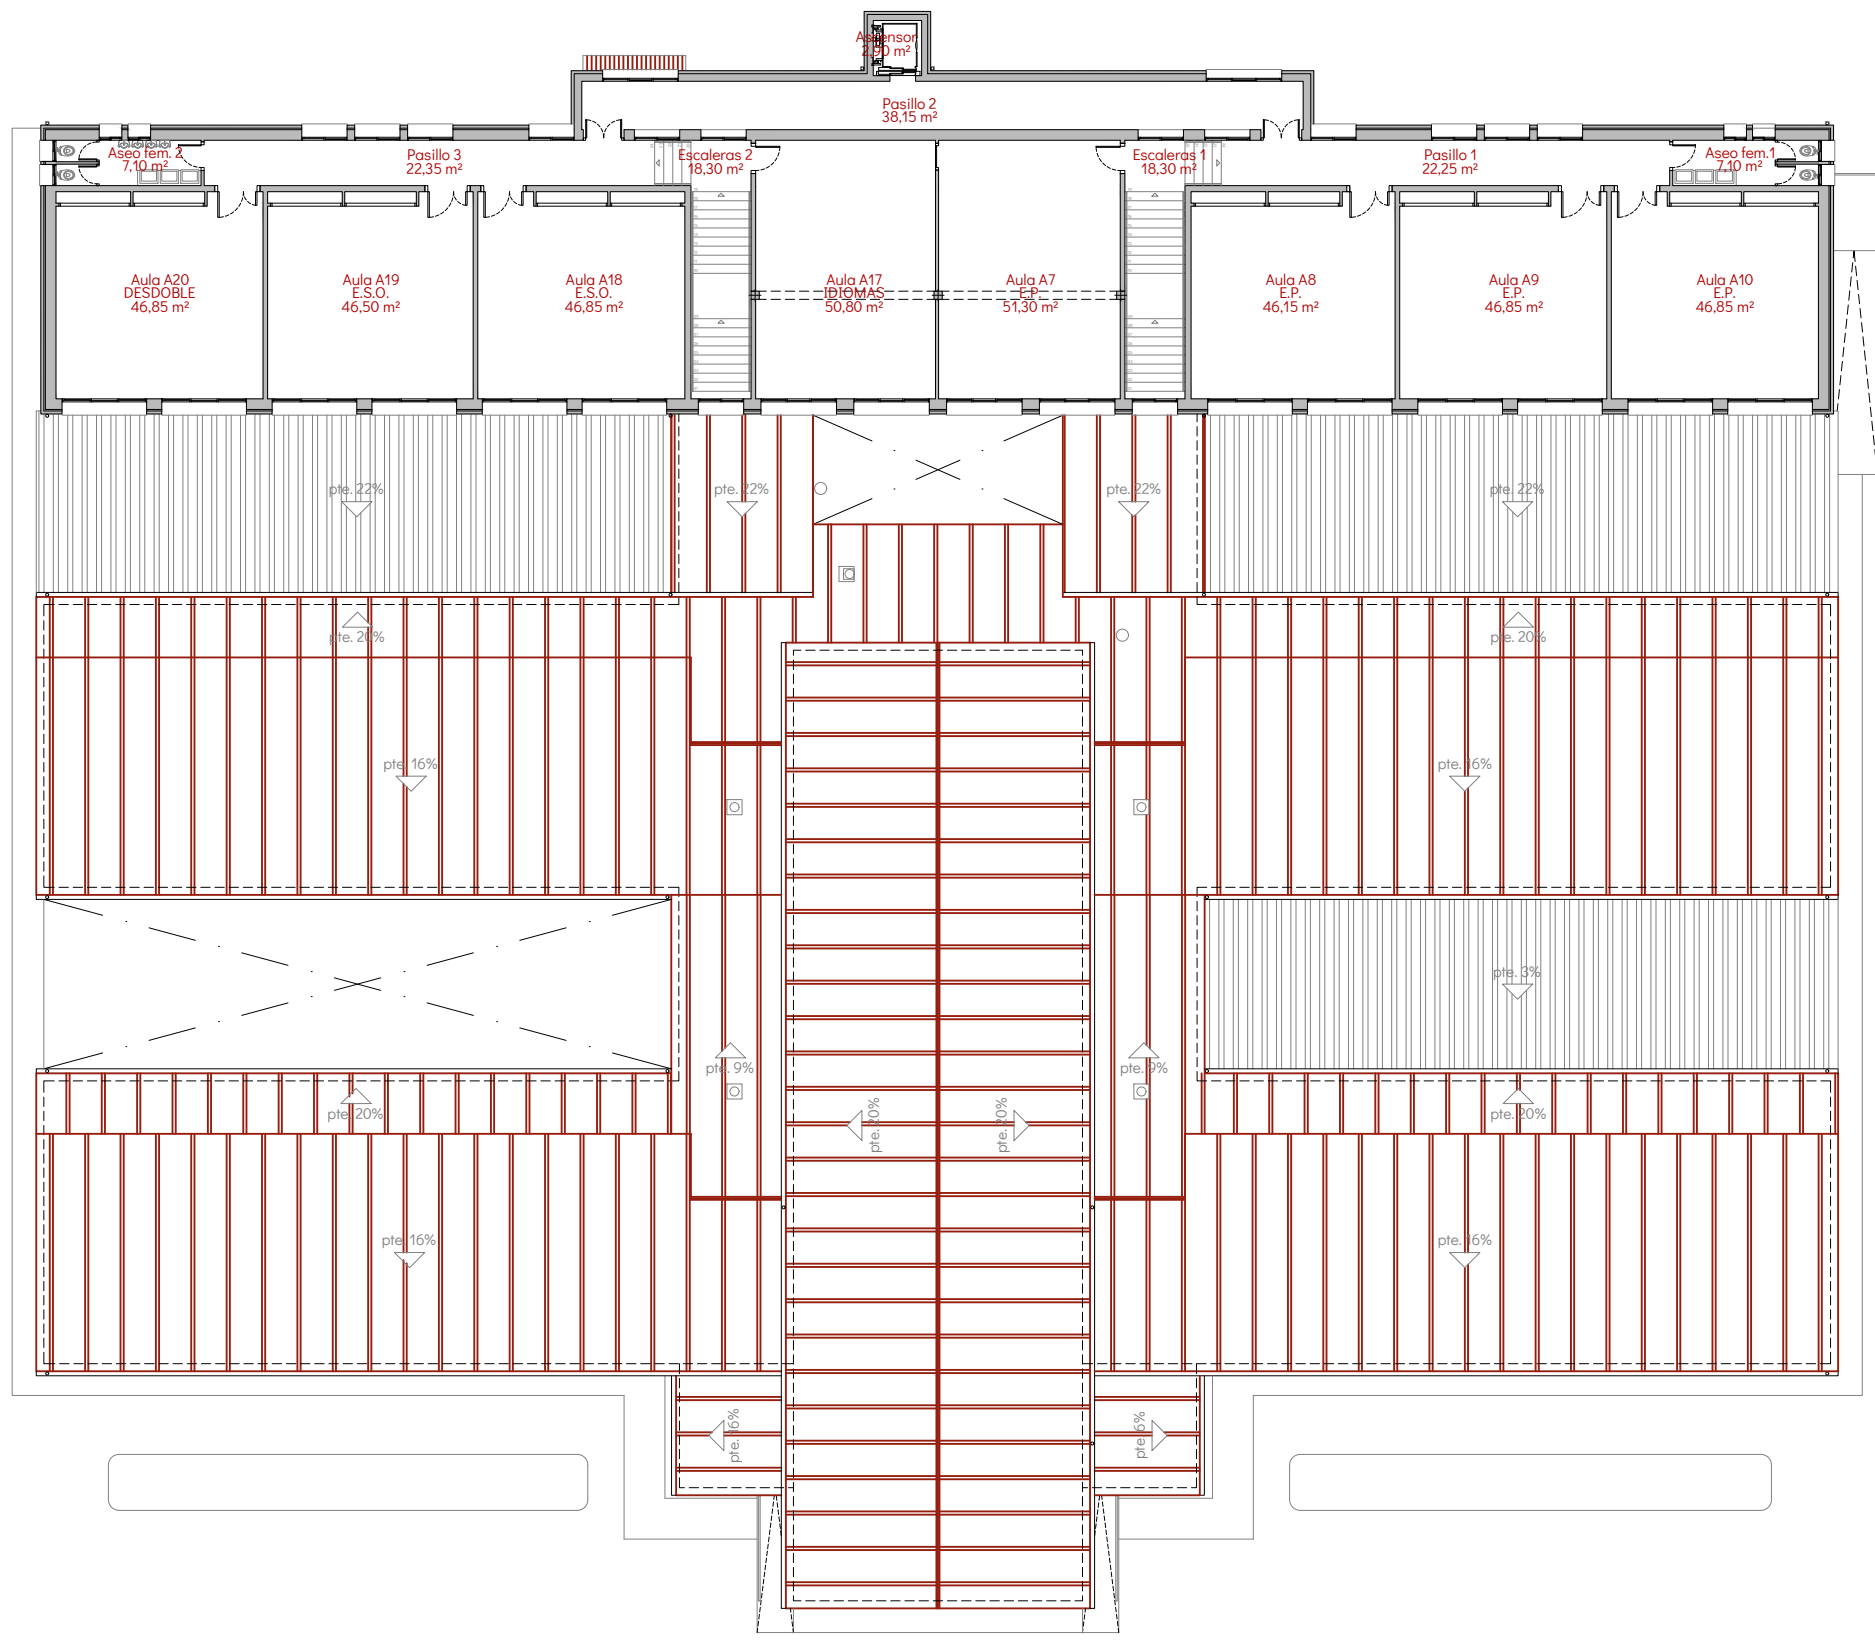 Ascensor
2,90 m²
Pasillo 2
38,15 m²
Aseo fem. 2
7,10 m²
Pasillo 3
22,35 m²
Escaleras 2
18,30 m²
Escaleras 1
18,30 m²
Pasillo 1
22,25 m²
Aseo fem.1
7,10 m²
Aula A20
DESDOBLE
46,85 m²
Aula A19
E.S.O.
46,50 m²
Aula A18
E.S.O.
46,85 m²
Aula A17
IDIOMAS
50,80 m²
Aula A7
E.P.
51,30 m²
Aula A8
E.P.
46,15 m²
Aula A9
E.P.
46,85 m²
Aula A10
E.P.
46,85 m²
pte. 22%
pte. 22%
pte. 22%
pte. 22%
pte. 20%
pte. 20%
pte. 16%
pte. 16%
pte. 3%
pte. 9%
pte. 9%
pte. 20%
pte. 20%
pte. 20%
pte. 20%
pte. 16%
pte. 16%
pte. 16%
pte. 6%